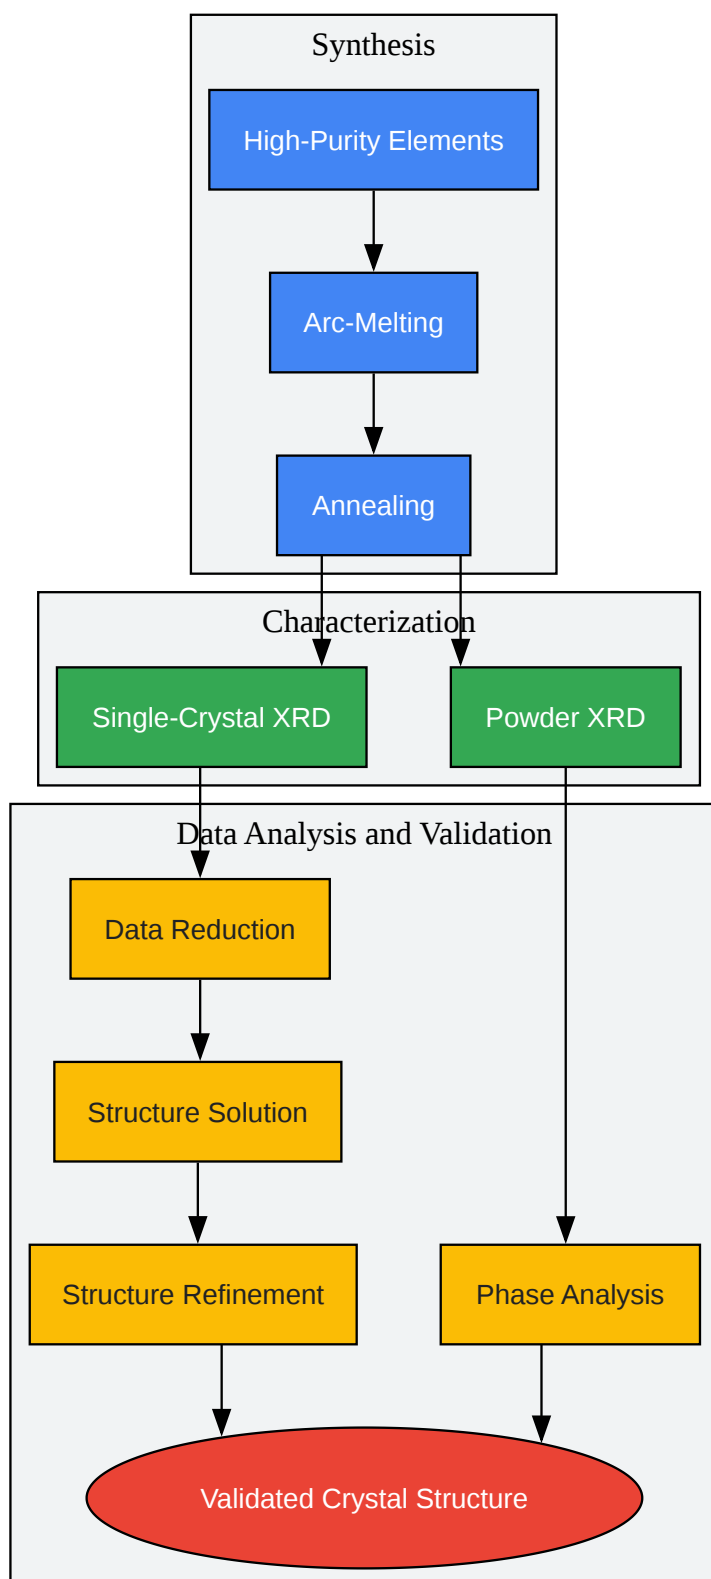 Synthesis
High-Purity Elements
Arc-Melting
Annealing
Characterization
Single-Crystal XRD
Powder XRD
Data Analysis and Validation
Data Reduction
Structure Solution
Structure Refinement
Phase Analysis
Validated Crystal Structure